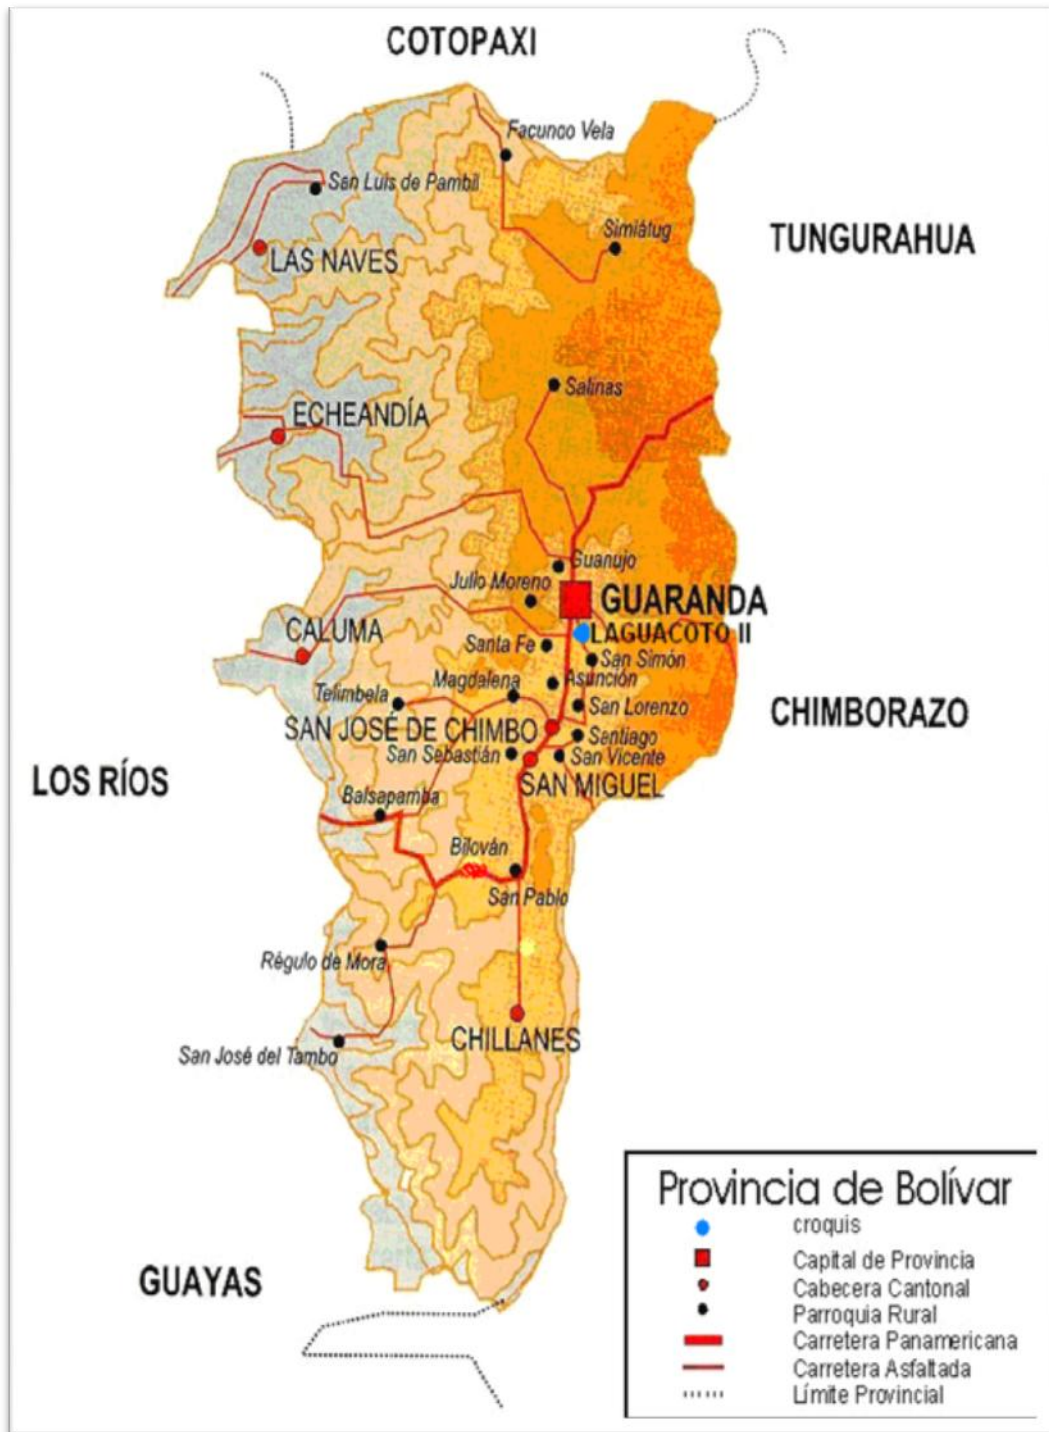 COTOPAXI
Facunoo Vela
San Luis de Pambil
Simiátug
TUNGURAHUA
LAS NAVES
Salinas
ECHEANDÍA
Guanujo
Julio Moreno
GUARANDA
CALUMA
LAGUACOTO II
Santa Fe
San Simón
Magdalena
Asunción
Telimbela
San Lorenzo
CHIMBORAZO
SAN JOSÉ DE CHIMBO
Santiago
San Sebastián
San Vicente
LOS RÍOS
SAN MIGUEL
Balsapamba
Bilován
San Pablo
Régulo de Mora
CHILLANES
San José del Tambo
GUAYAS
Provincia de Bolívar
croquis
Capital de Provincia
Cabecera Cantonal
Parroquia Rural
Carretera Panamericana
Carretera Asfaltada
Límite Provincial